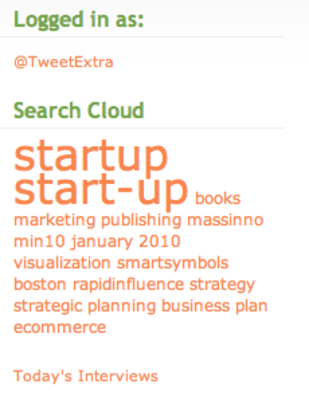 Logged in as:
@TweetExtra
Search Cloud
startup
start-up books
marketing publishing massinno
min10 january 2010
visualization smartsymbols
boston rapidinfluence strategy
strategic planning business plan
ecommerce
Today's Interviews